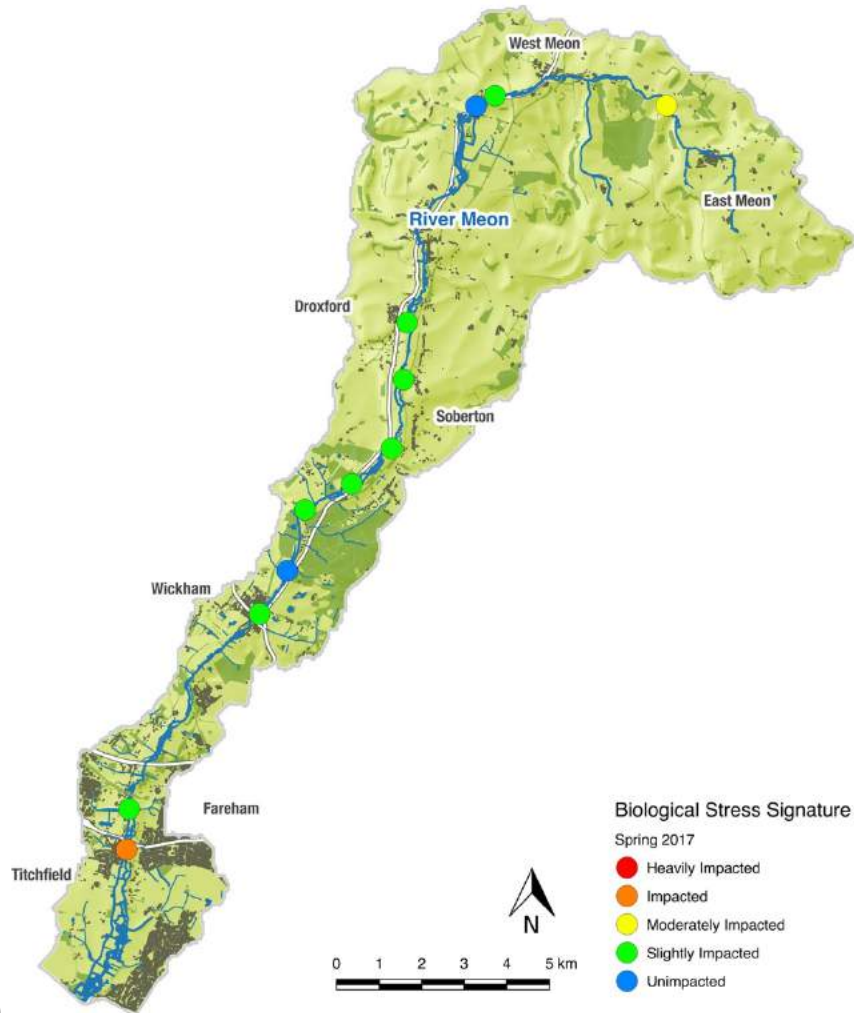 West Meon
East Meon
River Meon
Droxford
Soberton
Wickham
Fareham
Titchfield
Biological Stress Signature
Spring 2017
Heavily Impacted
Impacted
Moderately Impacted
Slightly Impacted
Unimpacted
N
0 1 2 3 4 5 km